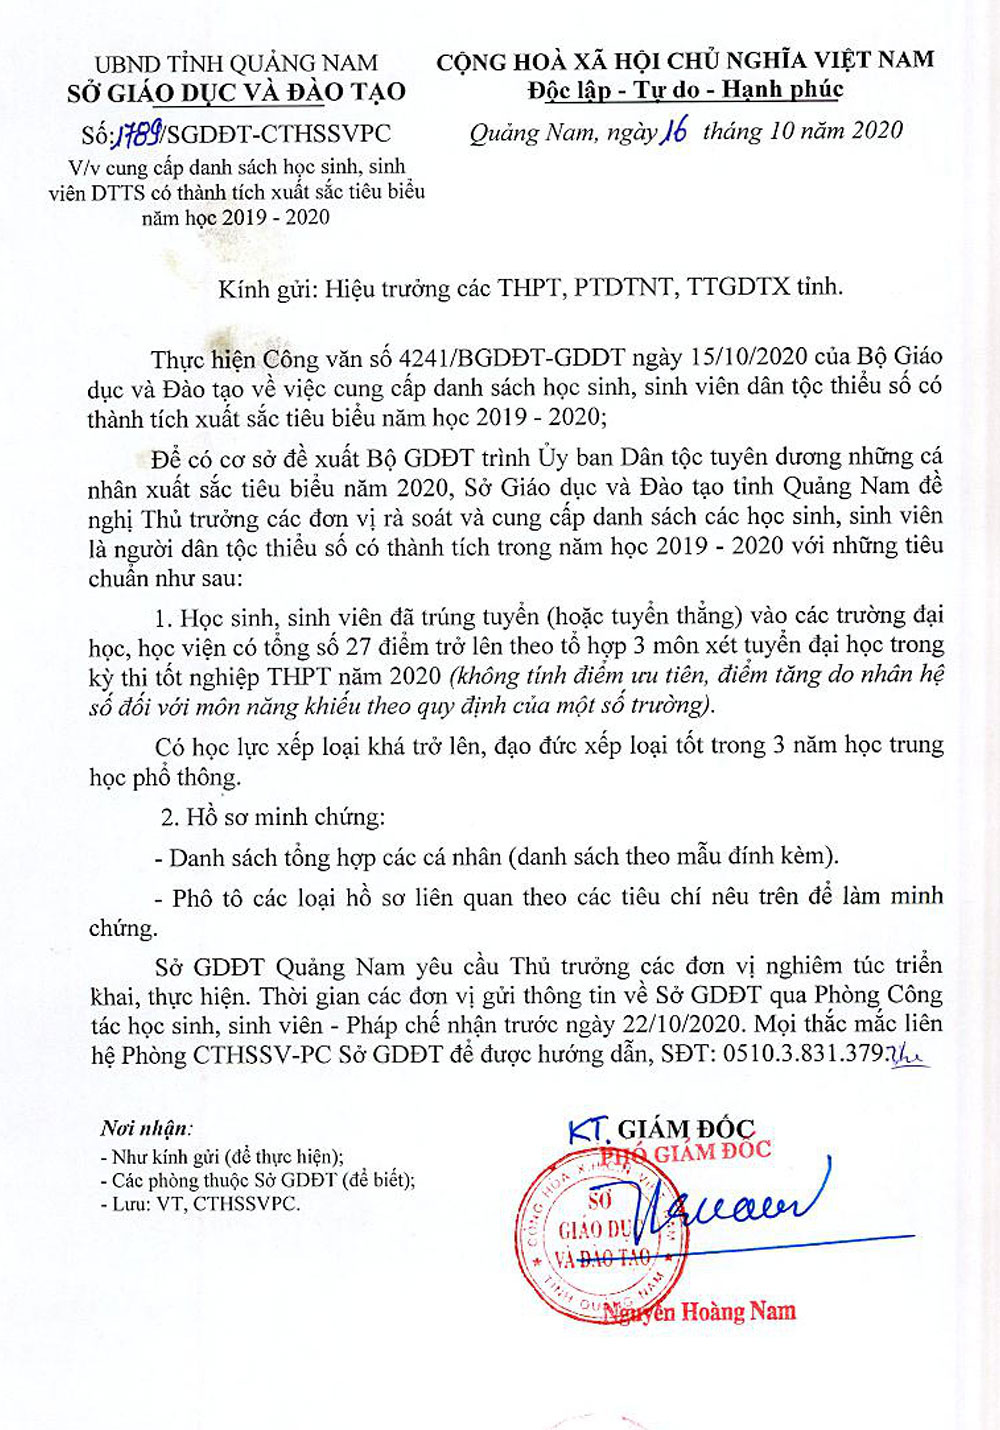 UBND TỈNH QUẢNG NAM
SỞ GIÁO DỤC VÀ ĐÀO TẠO
CỘNG HOÀ XÃ HỘI CHỦ NGHĨA VIỆT NAM
Độc lập - Tự do - Hạnh phúc
Số:1789/SGDĐT-CTHSSVPC
Quảng Nam, ngày 16 tháng 10 năm 2020
V/v cung cấp danh sách học sinh, sinh
viên DTTS có thành tích xuất sắc tiêu biểu
năm học 2019 - 2020
Kính gửi: Hiệu trưởng các THPT, PTDTNT, TTGDTX tỉnh.
Thực hiện Công văn số 4241/BGDĐT-GDDT ngày 15/10/2020 của Bộ Giáo
dục và Đào tạo về việc cung cấp danh sách học sinh, sinh viên dân tộc thiểu số có
thành tích xuất sắc tiêu biểu năm học 2019 - 2020;
Để có cơ sở đề xuất Bộ GDĐT trình Ủy ban Dân tộc tuyên dương những cá
nhân xuất sắc tiêu biểu năm 2020, Sở Giáo dục và Đào tạo tỉnh Quảng Nam đề
nghị Thủ trưởng các đơn vị rà soát và cung cấp danh sách các học sinh, sinh viên
là người dân tộc thiểu số có thành tích trong năm học 2019 - 2020 với những tiêu
chuẩn như sau:
1. Học sinh, sinh viên đã trúng tuyển (hoặc tuyển thẳng) vào các trường đại
học, học viện có tổng số 27 điểm trở lên theo tổ hợp 3 môn xét tuyển đại học trong
kỳ thi tốt nghiệp THPT năm 2020 (không tính điểm ưu tiên, điểm tăng do nhân hệ
số đối với môn năng khiếu theo quy định của một số trường).
Có học lực xếp loại khá trở lên, đạo đức xếp loại tốt trong 3 năm học trung
học phổ thông.
2. Hồ sơ minh chứng:
- Danh sách tổng hợp các cá nhân (danh sách theo mẫu đính kèm).
- Phô tô các loại hồ sơ liên quan theo các tiêu chí nêu trên để làm minh
chứng.
Sở GDĐT Quảng Nam yêu cầu Thủ trưởng các đơn vị nghiêm túc triển
khai, thực hiện. Thời gian các đơn vị gửi thông tin về Sở GDĐT qua Phòng Công
tác học sinh, sinh viên - Pháp chế nhận trước ngày 22/10/2020. Mọi thắc mắc liên
hệ Phòng CTHSSV-PC Sở GDĐT để được hướng dẫn, SĐT: 0510.3.831.379.
Nơi nhận:
- Như kính gửi (để thực hiện);
- Các phòng thuộc Sở GDĐT (để biết);
- Lưu: VT, CTHSSVPC.
KT. GIÁM ĐỐC
PHÓ GIÁM ĐỐC
CỘNG HOÀ X.H.C.N VIỆT NAM
SỞ
GIÁO DỤC
VÀ ĐÀO TẠO
TỈNH QUẢNG NAM
Nguyễn Hoàng Nam